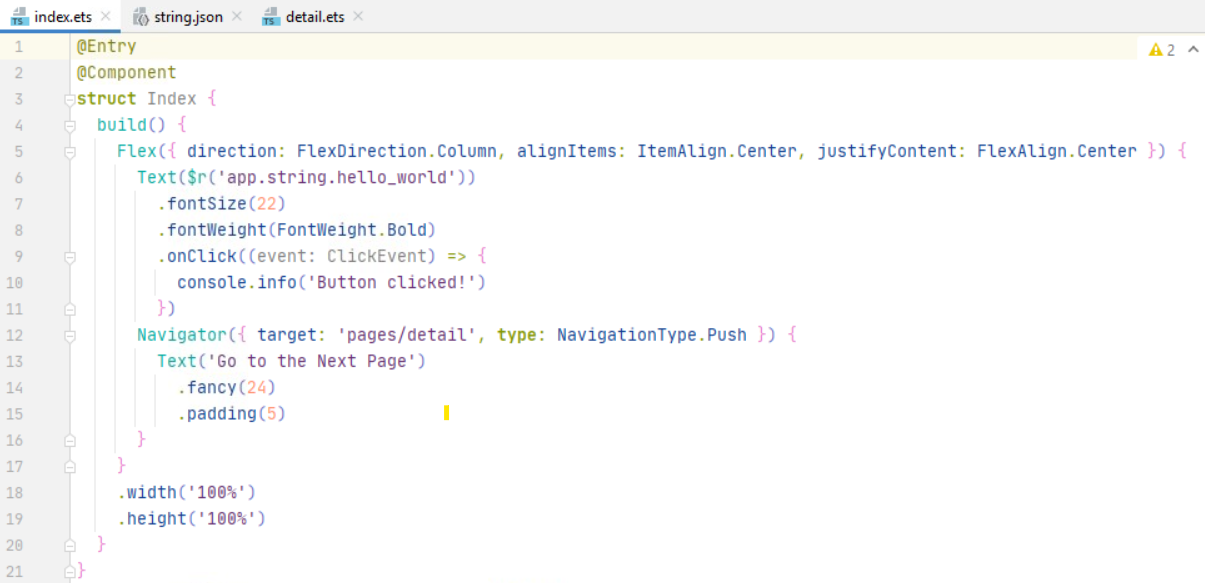 index.ets string.json detail.ets
1 @Entry 2
2 @Component
3 struct Index {
4   build() {
5     Flex({ direction: FlexDirection.Column, alignItems: ItemAlign.Center, justifyContent: FlexAlign.Center }) {
6       Text($r('app.string.hello_world'))
7         .fontSize(22)
8         .fontWeight(FontWeight.Bold)
9         .onClick((event: ClickEvent) => {
10           console.info('Button clicked!')
11         })
12       Navigator({ target: 'pages/detail', type: NavigationType.Push }) {
13         Text('Go to the Next Page')
14           .fancy(24)
15           .padding(5)
16       }
17     }
18     .width('100%')
19     .height('100%')
20   }
21 }